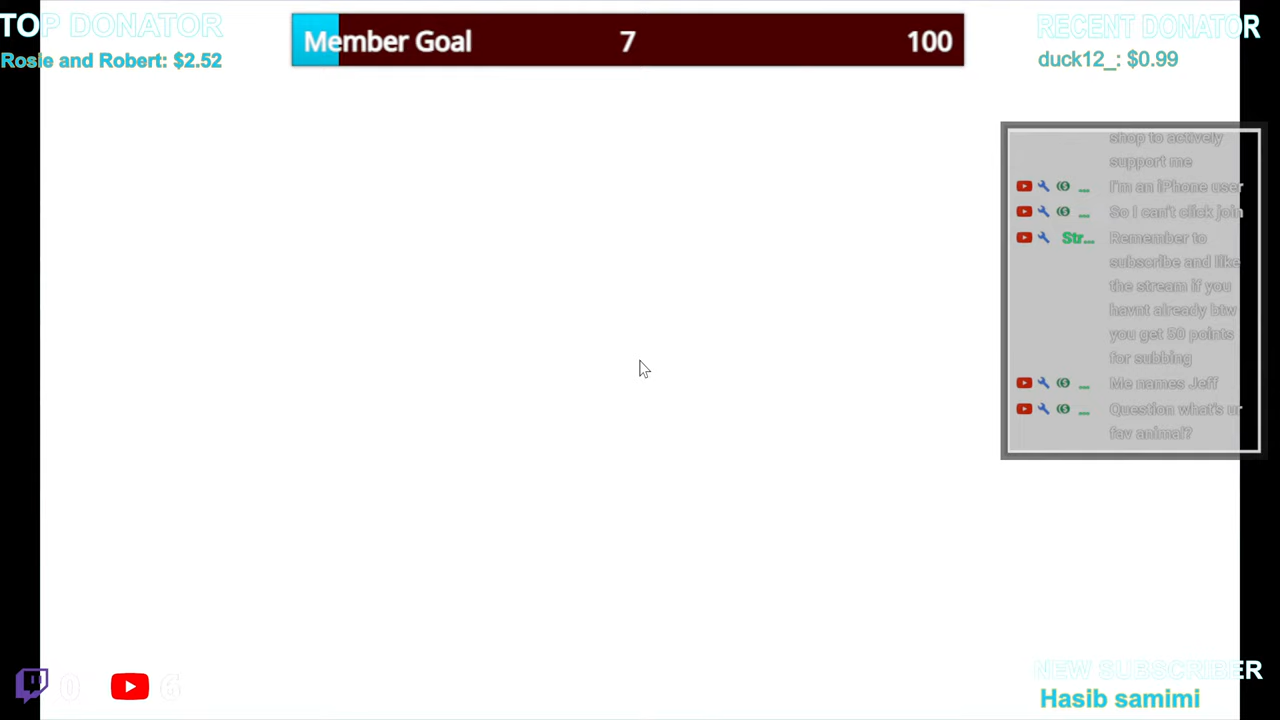 TOP DONATOR
Rosie and Robert: $2.52
Member Goal 7 100
RECENT DONATOR
duck12_: $0.99
shop to actively
support me
... I'm an iPhone user
... So I can't click join
Str... Remember to
subscribe and like
the stream if you
havnt already btw
you get 50 points
for subbing
... Me names Jeff
... Question what's ur
fav animal?
0 6
NEW SUBSCRIBER
Hasib samimi